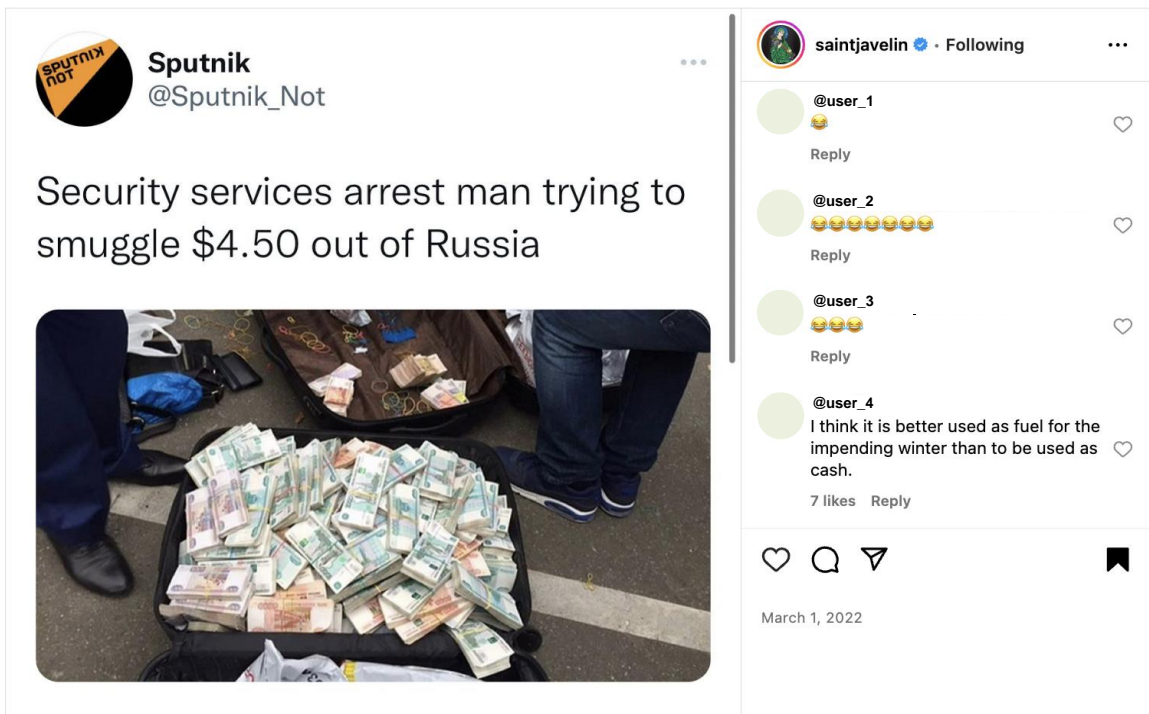 SPUTNIK
NOT
Sputnik
@Sputnik_Not
Security services arrest man trying to
smuggle $4.50 out of Russia
saintjavelin • Following
@user_1
😂
Reply
@user_2
😂😂😂😂😂😂😂
Reply
@user_3
😂😂😂
Reply
@user_4
I think it is better used as fuel for the
impending winter than to be used as
cash.
7 likes Reply
March 1, 2022